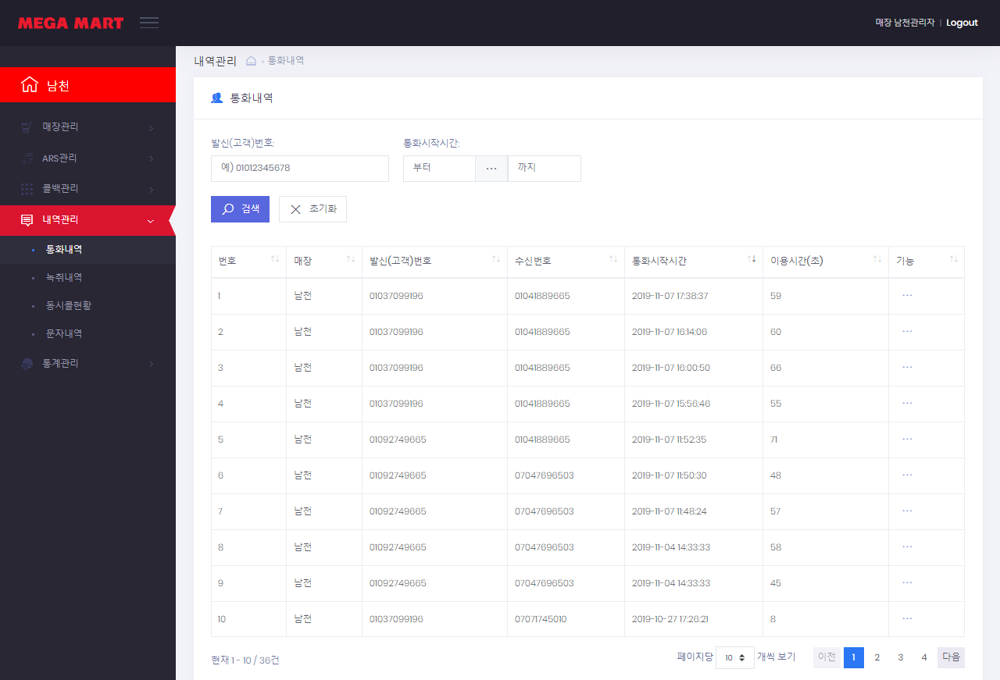 MEGA MART
매장 남천관리자 | Logout
남천
매장관리
ARS관리
콜백관리
내역관리
통화내역
녹취내역
동시콜현황
문자내역
통계관리
내역관리 통화내역
통화내역
발신(고객)번호: 통화시작시간:
예) 01012345678 부터 ... 까지
검색 초기화
번호 매장 발신(고객)번호 수신번호 통화시작시간 이용시간(초) 기능
1 남천 01037099196 01041889665 2019-11-07 17:38:37 59 ...
2 남천 01037099196 01041889665 2019-11-07 16:14:06 60 ...
3 남천 01037099196 01041889665 2019-11-07 16:00:50 66 ...
4 남천 01037099196 01041889665 2019-11-07 15:56:46 55 ...
5 남천 01092749665 01041889665 2019-11-07 11:52:35 71 ...
6 남천 01092749665 07047696503 2019-11-07 11:50:30 48 ...
7 남천 01092749665 07047696503 2019-11-07 11:48:24 57 ...
8 남천 01092749665 07047696503 2019-11-04 14:33:33 58 ...
9 남천 01092749665 07047696503 2019-11-04 14:33:33 45 ...
10 남천 01037099196 07071745010 2019-10-27 17:26:21 8 ...
현재 1 - 10 / 36건 페이지당 10 개씩 보기 이전 1 2 3 4 다음